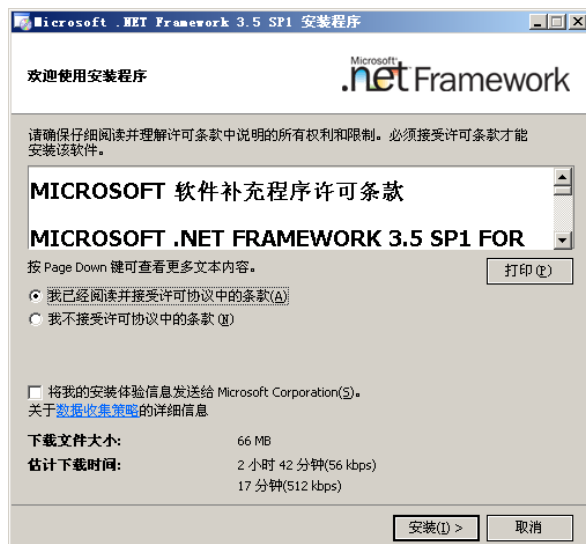 Microsoft .NET Framework 3.5 SP1 安装程序
欢迎使用安装程序
Microsoft
.net Framework
请确保仔细阅读并理解许可条款中说明的所有权利和限制。必须接受许可条款才能
安装该软件。
MICROSOFT 软件补充程序许可条款
MICROSOFT .NET FRAMEWORK 3.5 SP1 FOR
按 Page Down 键可查看更多文本内容。
打印(P)
我已经阅读并接受许可协议中的条款(A)
我不接受许可协议中的条款(N)
将我的安装体验信息发送给 Microsoft Corporation(S)。
关于数据收集策略的详细信息
下载文件大小: 66 MB
估计下载时间: 2 小时 42 分钟(56 kbps)
17 分钟(512 kbps)
安装(I) > 取消